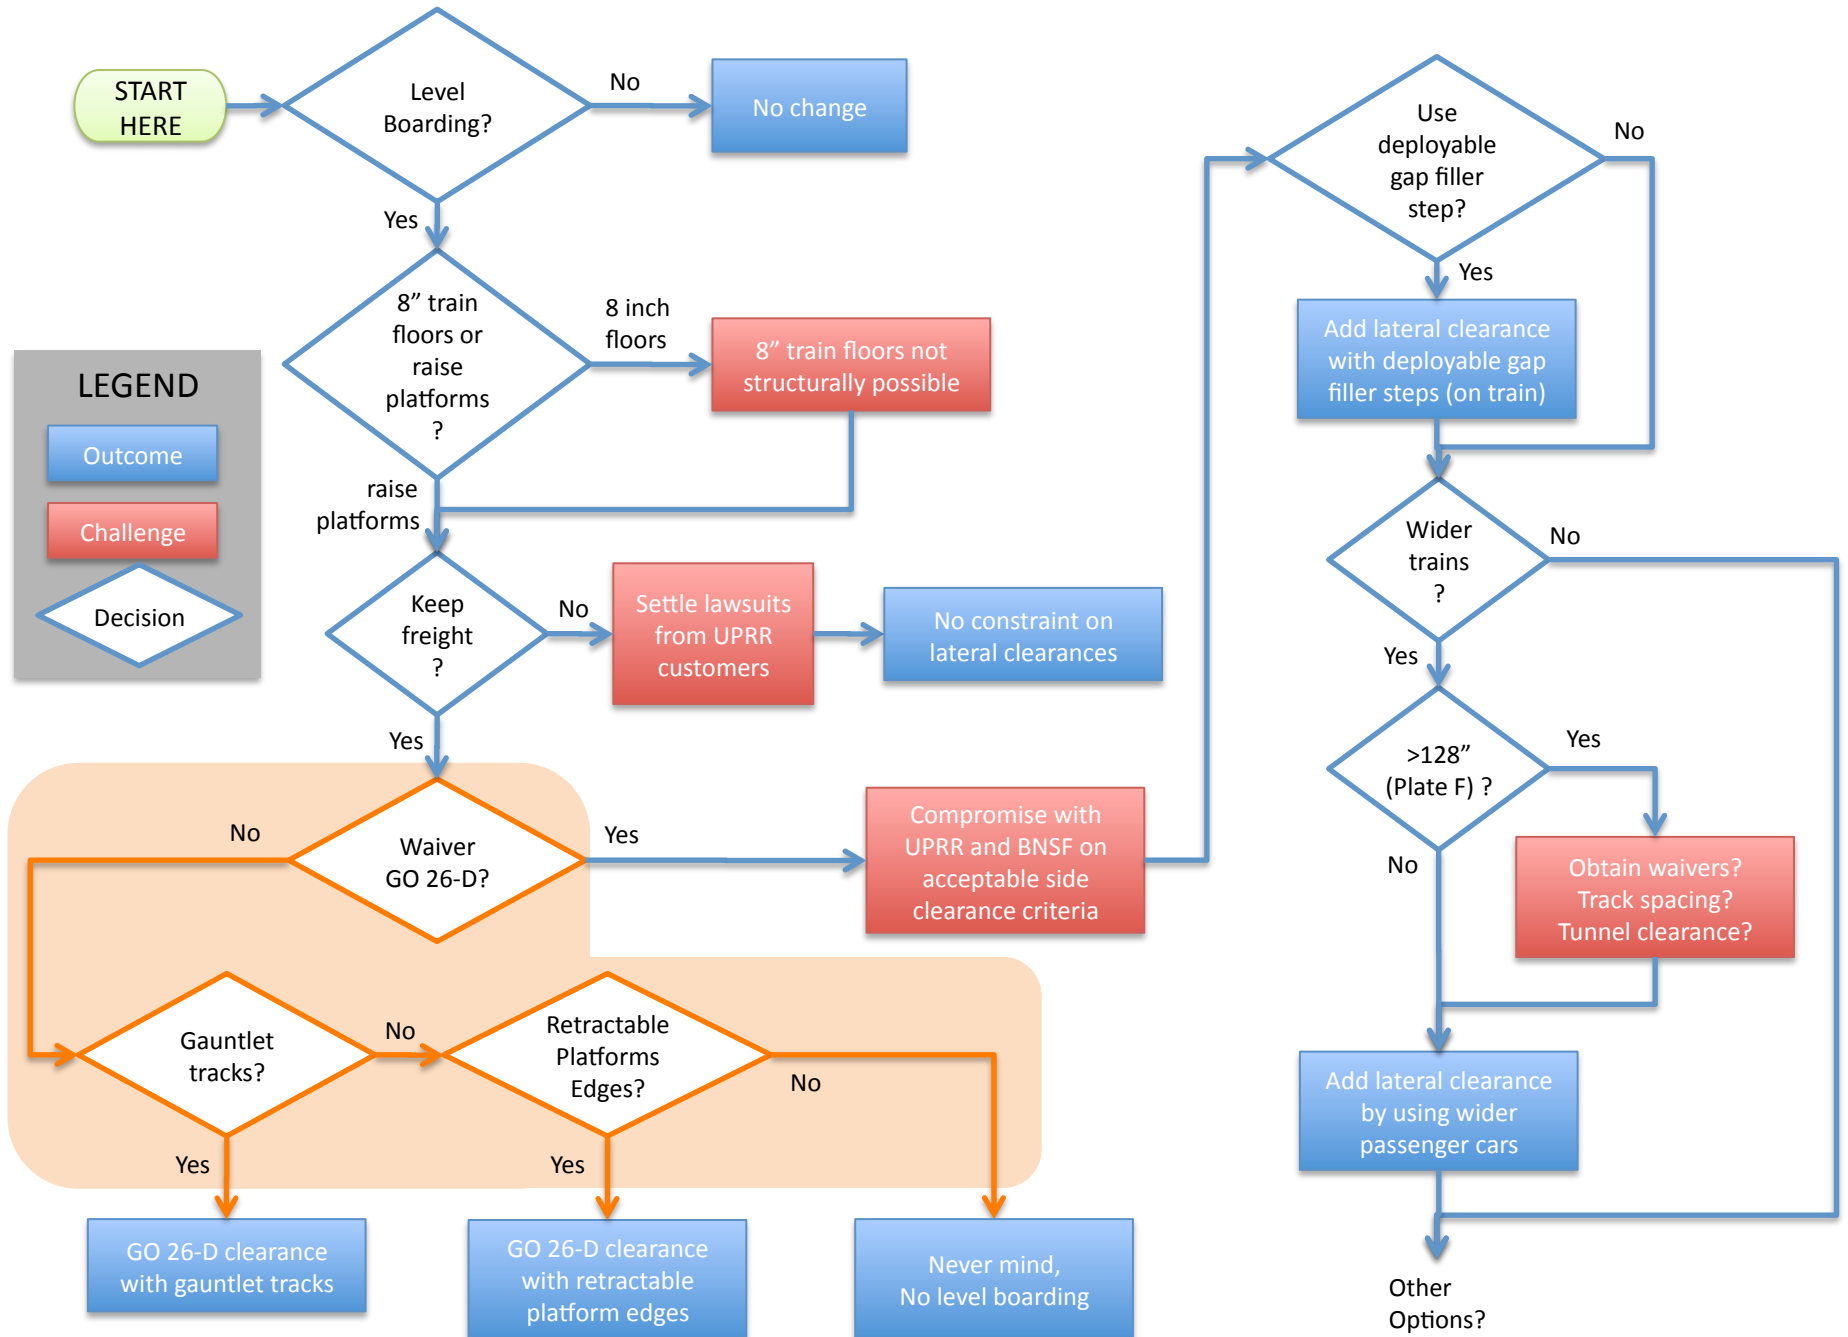 START
HERE
Level
Boarding?
No
No change
Yes
8” train
floors or
raise
platforms
?
8 inch
floors
8” train floors not
structurally possible
raise
platforms
LEGEND
Outcome
Challenge
Decision
Keep
freight
?
No
Settle lawsuits
from UPRR
customers
No constraint on
lateral clearances
Yes
Waiver
GO 26-D?
No
Yes
Compromise with
UPRR and BNSF on
acceptable side
clearance criteria
Gauntlet
tracks?
No
Retractable
Platforms
Edges?
No
Yes
Yes
GO 26-D clearance
with gauntlet tracks
GO 26-D clearance
with retractable
platform edges
Never mind,
No level boarding
Use
deployable
gap filler
step?
No
Yes
Add lateral clearance
with deployable gap
filler steps (on train)
Wider
trains
?
No
Yes
>128”
(Plate F) ?
Yes
No
Obtain waivers?
Track spacing?
Tunnel clearance?
Add lateral clearance
by using wider
passenger cars
Other
Options?